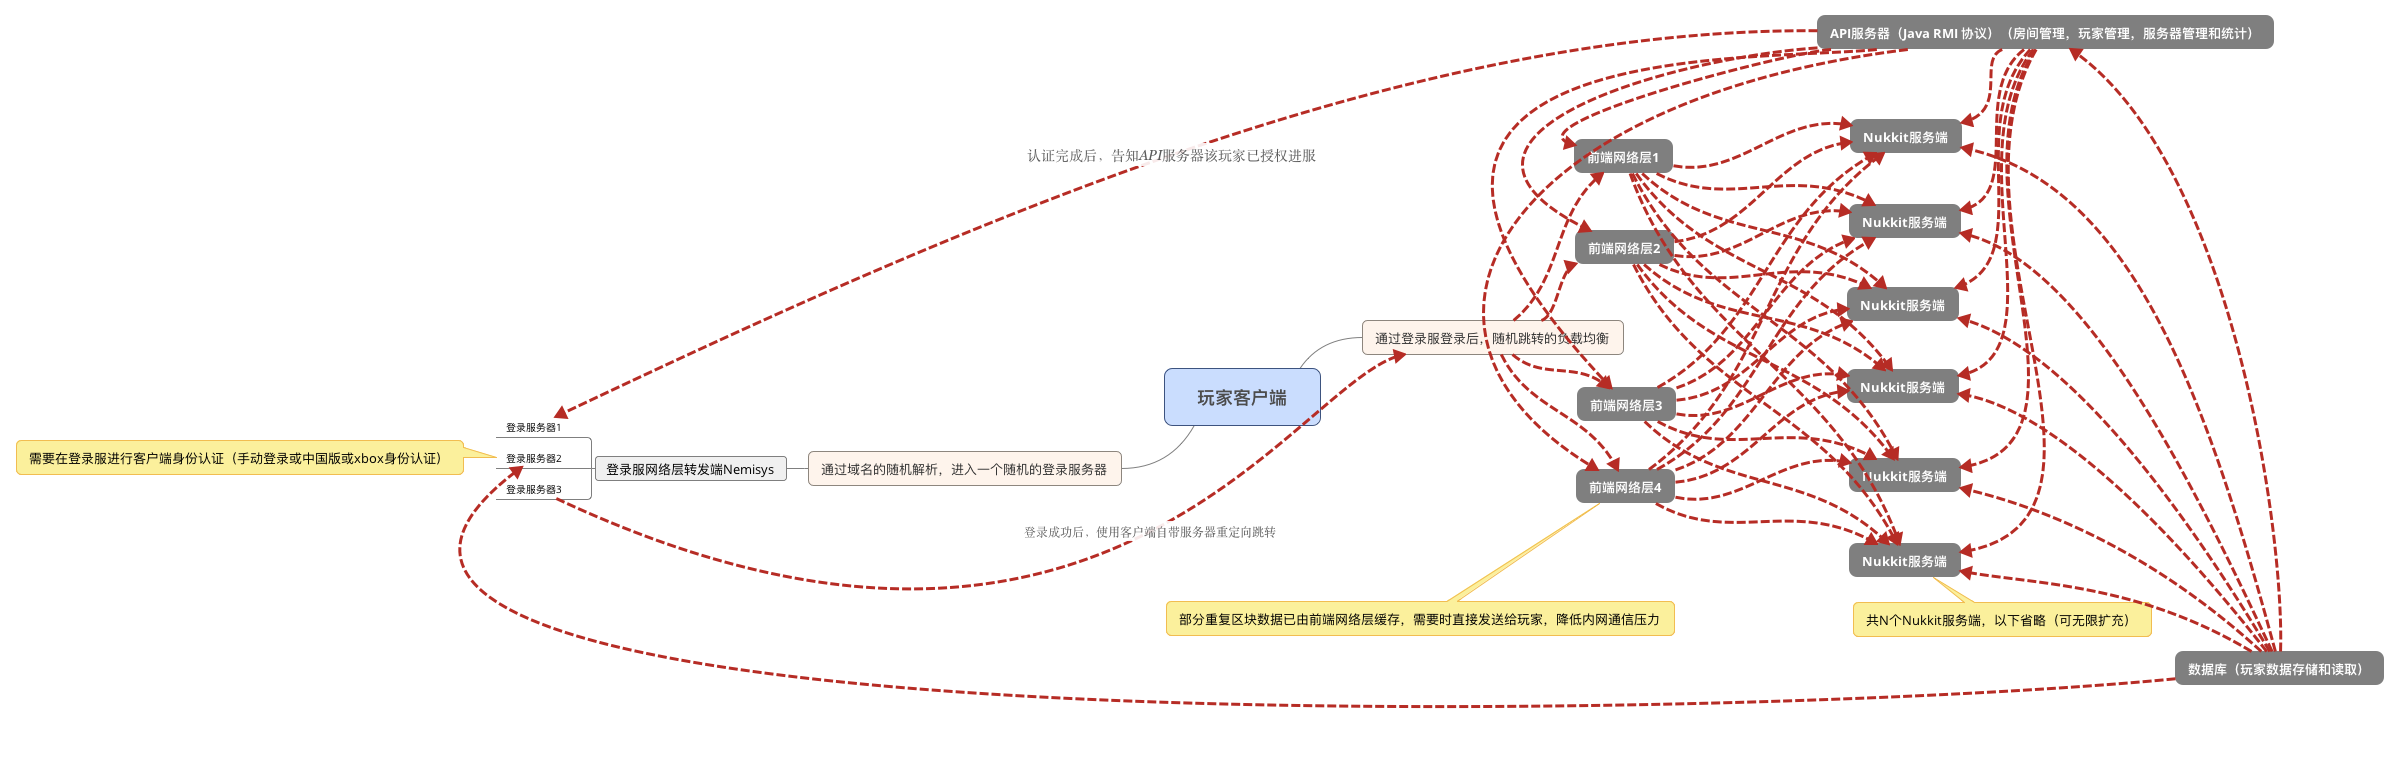 API服务器（Java RMI 协议）（房间管理，玩家管理，服务器管理和统计）
认证完成后，告知API服务器该玩家已授权进服
前端网络层1
前端网络层2
前端网络层3
前端网络层4
Nukkit服务端
Nukkit服务端
Nukkit服务端
Nukkit服务端
Nukkit服务端
Nukkit服务端
通过登录服登录后，随机跳转的负载均衡
玩家客户端
登录服务器1
登录服务器2
登录服务器3
需要在登录服进行客户端身份认证（手动登录或中国版或xbox身份认证）
登录服网络层转发端Nemisys
通过域名的随机解析，进入一个随机的登录服务器
登录成功后，使用客户端自带服务器重定向跳转
部分重复区块数据已由前端网络层缓存，需要时直接发送给玩家，降低内网通信压力
共N个Nukkit服务端，以下省略（可无限扩充）
数据库（玩家数据存储和读取）